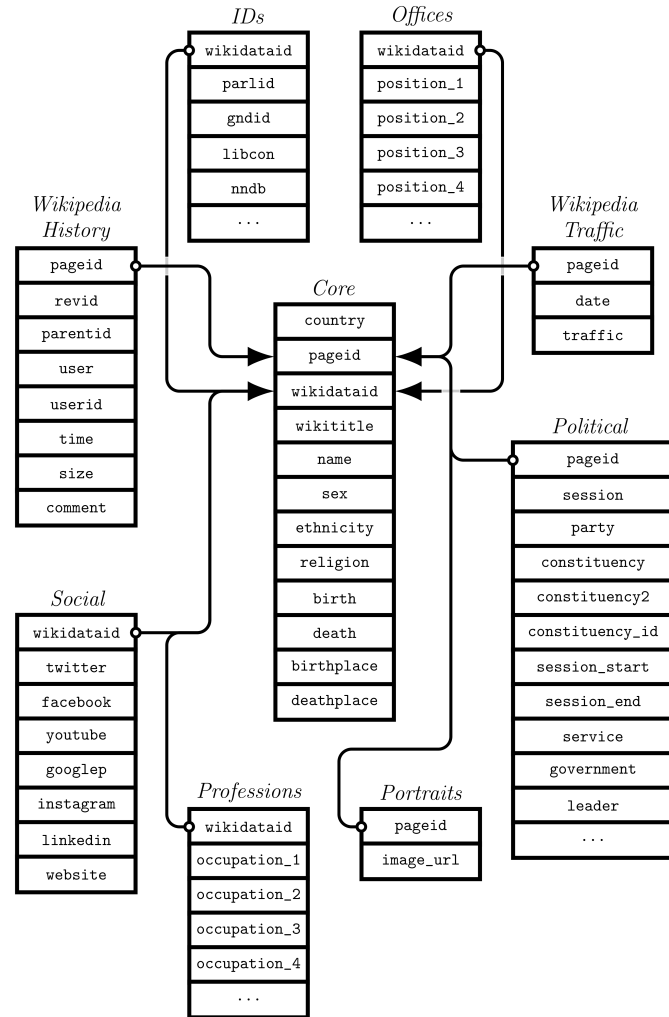 IDs
wikidataid
parlid
gndid
libcon
nndb
...
Offices
wikidataid
position_1
position_2
position_3
position_4
...
Wikipedia
History
pageid
revid
parentid
user
userid
time
size
comment
Core
country
pageid
wikidataid
wikititle
name
sex
ethnicity
religion
birth
death
birthplace
deathplace
Wikipedia
Traffic
pageid
date
traffic
Political
pageid
session
party
constituency
constituency2
constituency_id
session_start
session_end
service
government
leader
...
Social
wikidataid
twitter
facebook
youtube
googlep
instagram
linkedin
website
Professions
wikidataid
occupation_1
occupation_2
occupation_3
occupation_4
...
Portraits
pageid
image_url